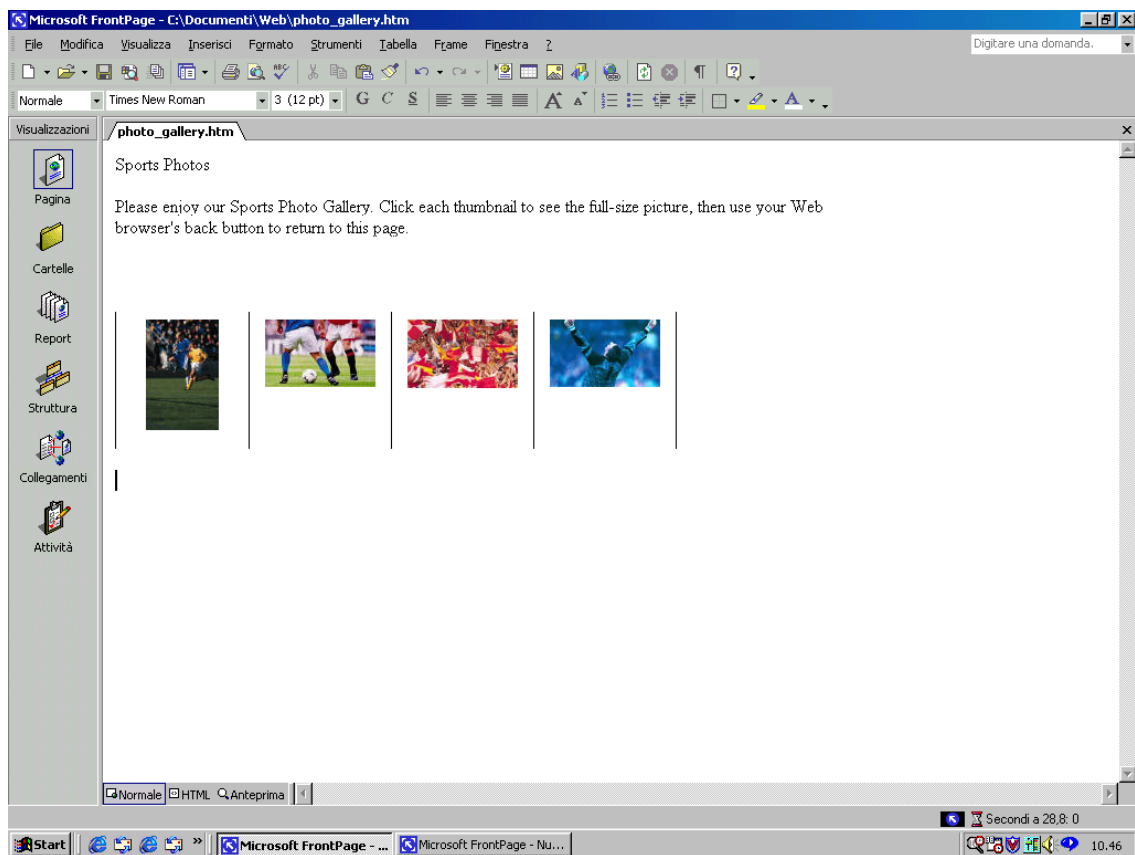 Microsoft FrontPage - C:\Documenti\Web\photo_gallery.htm
File Modifica Visualizza Inserisci Formato Strumenti Tabella Frame Finestra ?
Digitare una domanda.
Normale Times New Roman 3 (12 pt) G C S
Visualizzazioni
photo_gallery.htm
Pagina
Cartelle
Report
Struttura
Collegamenti
Attività
Sports Photos
Please enjoy our Sports Photo Gallery. Click each thumbnail to see the full-size picture, then use your Web
browser's back button to return to this page.
Normale HTML Anteprima
Secondi a 28,8: 0
Start » Microsoft FrontPage - ... Microsoft FrontPage - Nu... 10.46